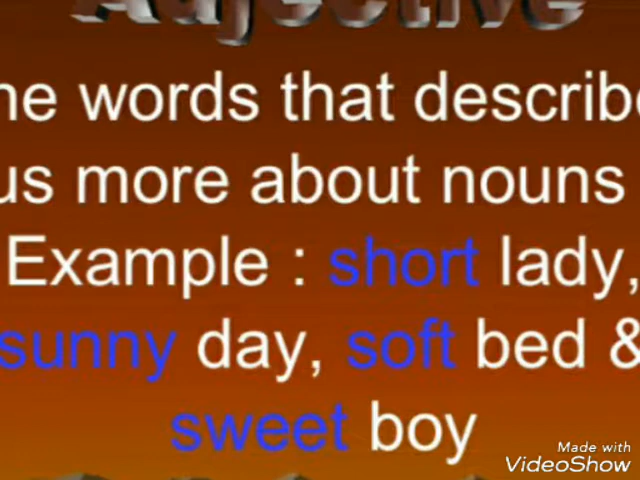 Adjective
he words that describe
us more about nouns
Example : short lady,
sunny day, soft bed &
sweet boy
Made with
VideoShow